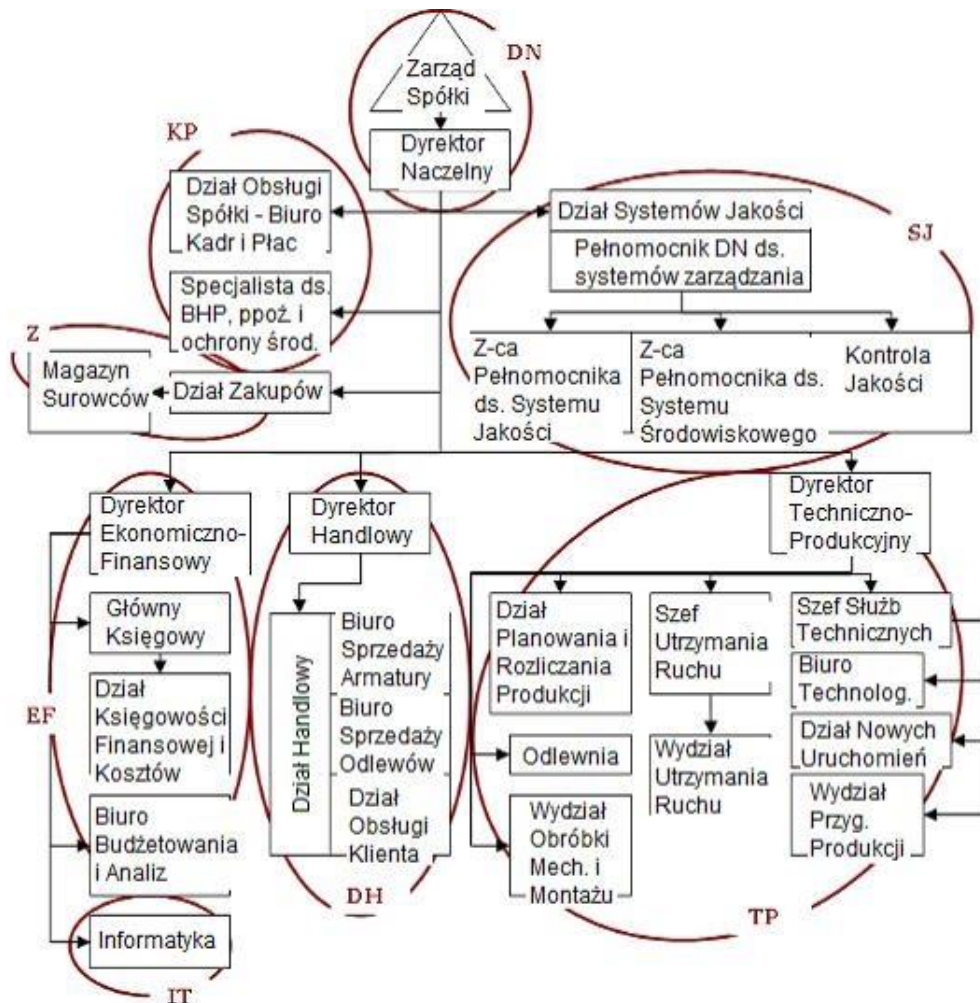 DN
Zarząd
Spółki
Dyrektor
Naczelny
KP
Dział Obsługi
Spółki - Biuro
Kadr i Płac
Specjalista ds.
BHP, ppoż. i
ochrony środ.
Z
Magazyn
Surowców
Dział Zakupów
SJ
Dział Systemów Jakości
Pełnomocnik DN ds.
systemów zarządzania
Z-ca
Pełnomocnika
ds. Systemu
Jakości
Z-ca
Pełnomocnika ds.
Systemu
Środowiskowego
Kontrola
Jakości
EF
Dyrektor
Ekonomiczno-
Finansowy
Główny
Księgowy
Dział
Księgowości
Finansowej i
Kosztów
Biuro
Budżetowania
i Analiz
Informatyka
IT
Dyrektor
Handlowy
Dział Handlowy
Biuro
Sprzedaży
Armatury
Biuro
Sprzedaży
Odlewów
Dział
Obsługi
Klienta
DH
Dyrektor
Techniczno-
Produkcyjny
Dział
Planowania i
Rozliczania
Produkcji
Odlewnia
Wydział
Obróbki
Mech. i
Montażu
Szef
Utrzymania
Ruchu
Wydział
Utrzymania
Ruchu
Szef Służb
Technicznych
Biuro
Technolog.
Dział Nowych
Uruchomień
Wydział
Przyg.
Produkcji
TP